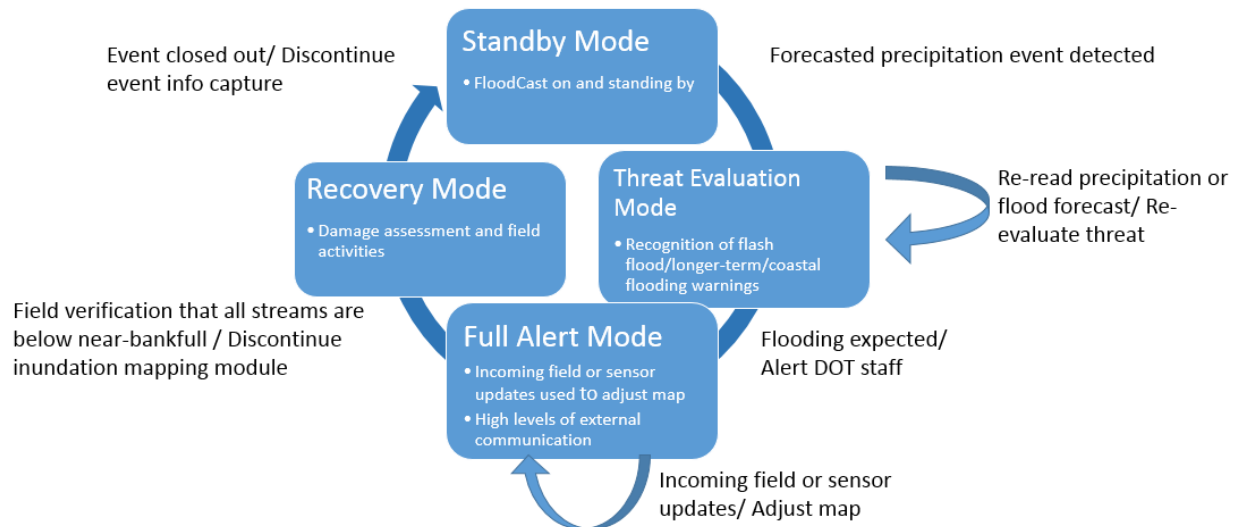 Standby Mode
• FloodCast on and standing by
Event closed out/ Discontinue
event info capture
Forecasted precipitation event detected
Recovery Mode
• Damage assessment and field
activities
Threat Evaluation
Mode
• Recognition of flash
flood/longer-term/coastal
flooding warnings
Re-read precipitation or
flood forecast/ Re-
evaluate threat
Field verification that all streams are
below near-bankfull / Discontinue
inundation mapping module
Full Alert Mode
• Incoming field or sensor
updates used to adjust map
• High levels of external
communication
Flooding expected/
Alert DOT staff
Incoming field or sensor
updates/ Adjust map